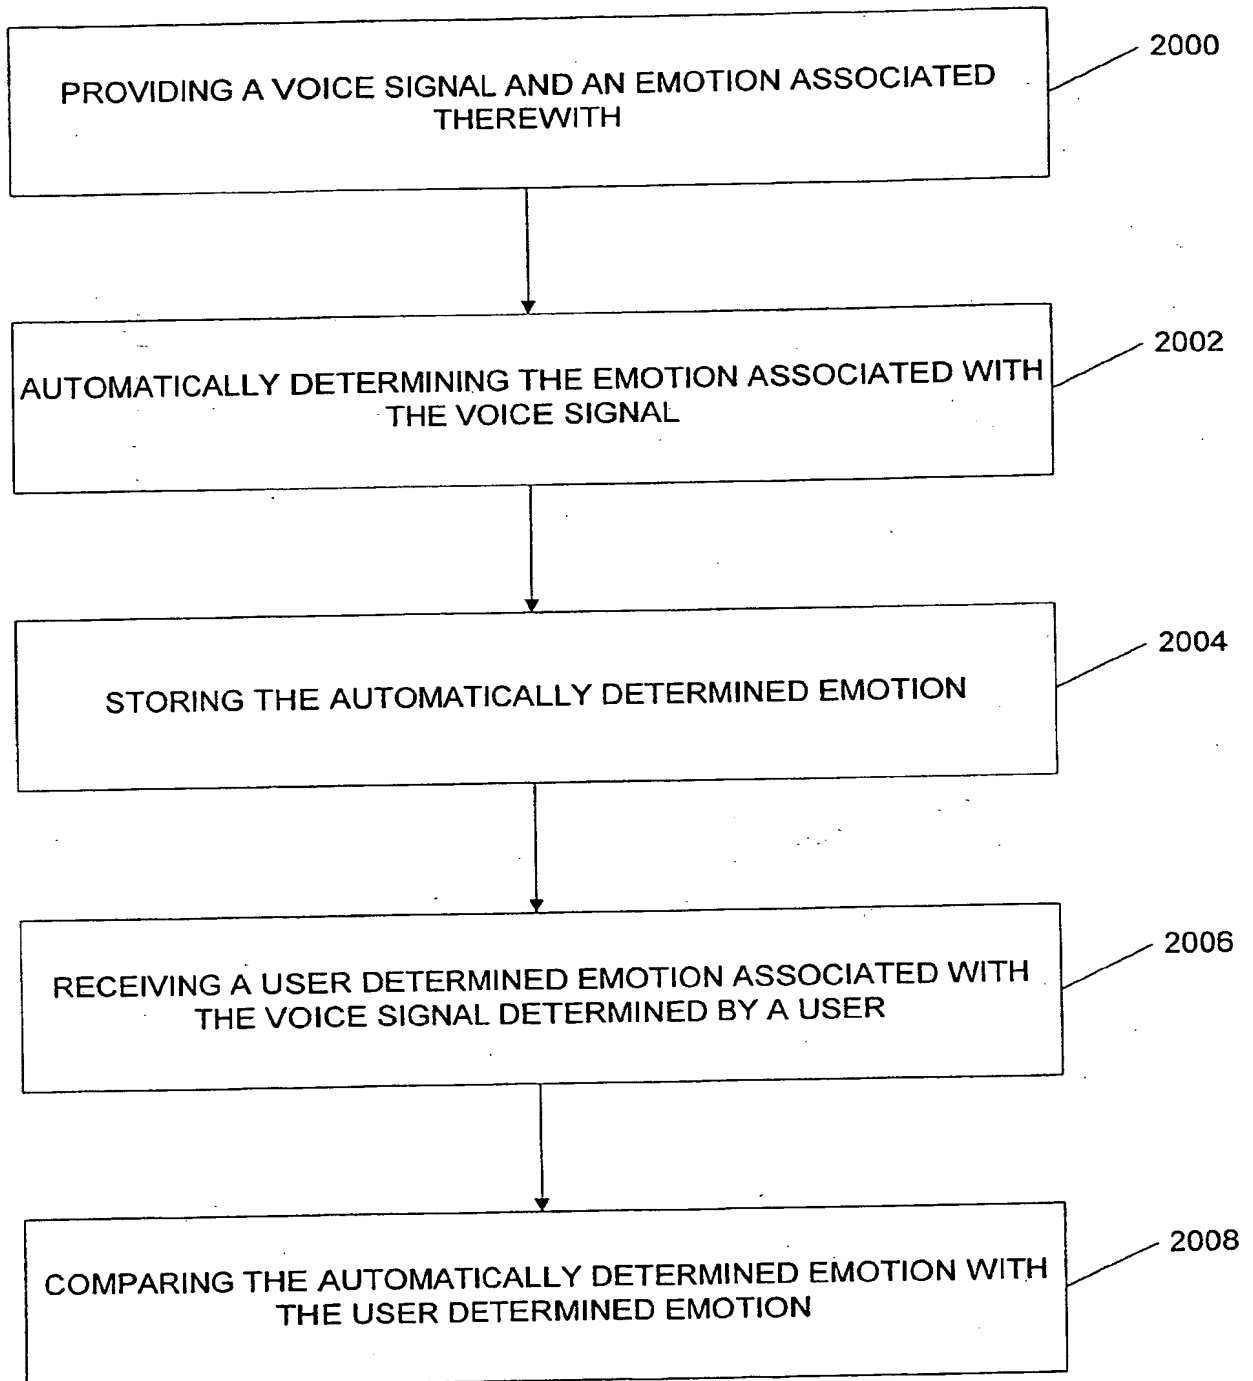 2000
PROVIDING A VOICE SIGNAL AND AN EMOTION ASSOCIATED
THEREWITH
2002
AUTOMATICALLY DETERMINING THE EMOTION ASSOCIATED WITH
THE VOICE SIGNAL
2004
STORING THE AUTOMATICALLY DETERMINED EMOTION
2006
RECEIVING A USER DETERMINED EMOTION ASSOCIATED WITH
THE VOICE SIGNAL DETERMINED BY A USER
2008
COMPARING THE AUTOMATICALLY DETERMINED EMOTION WITH
THE USER DETERMINED EMOTION